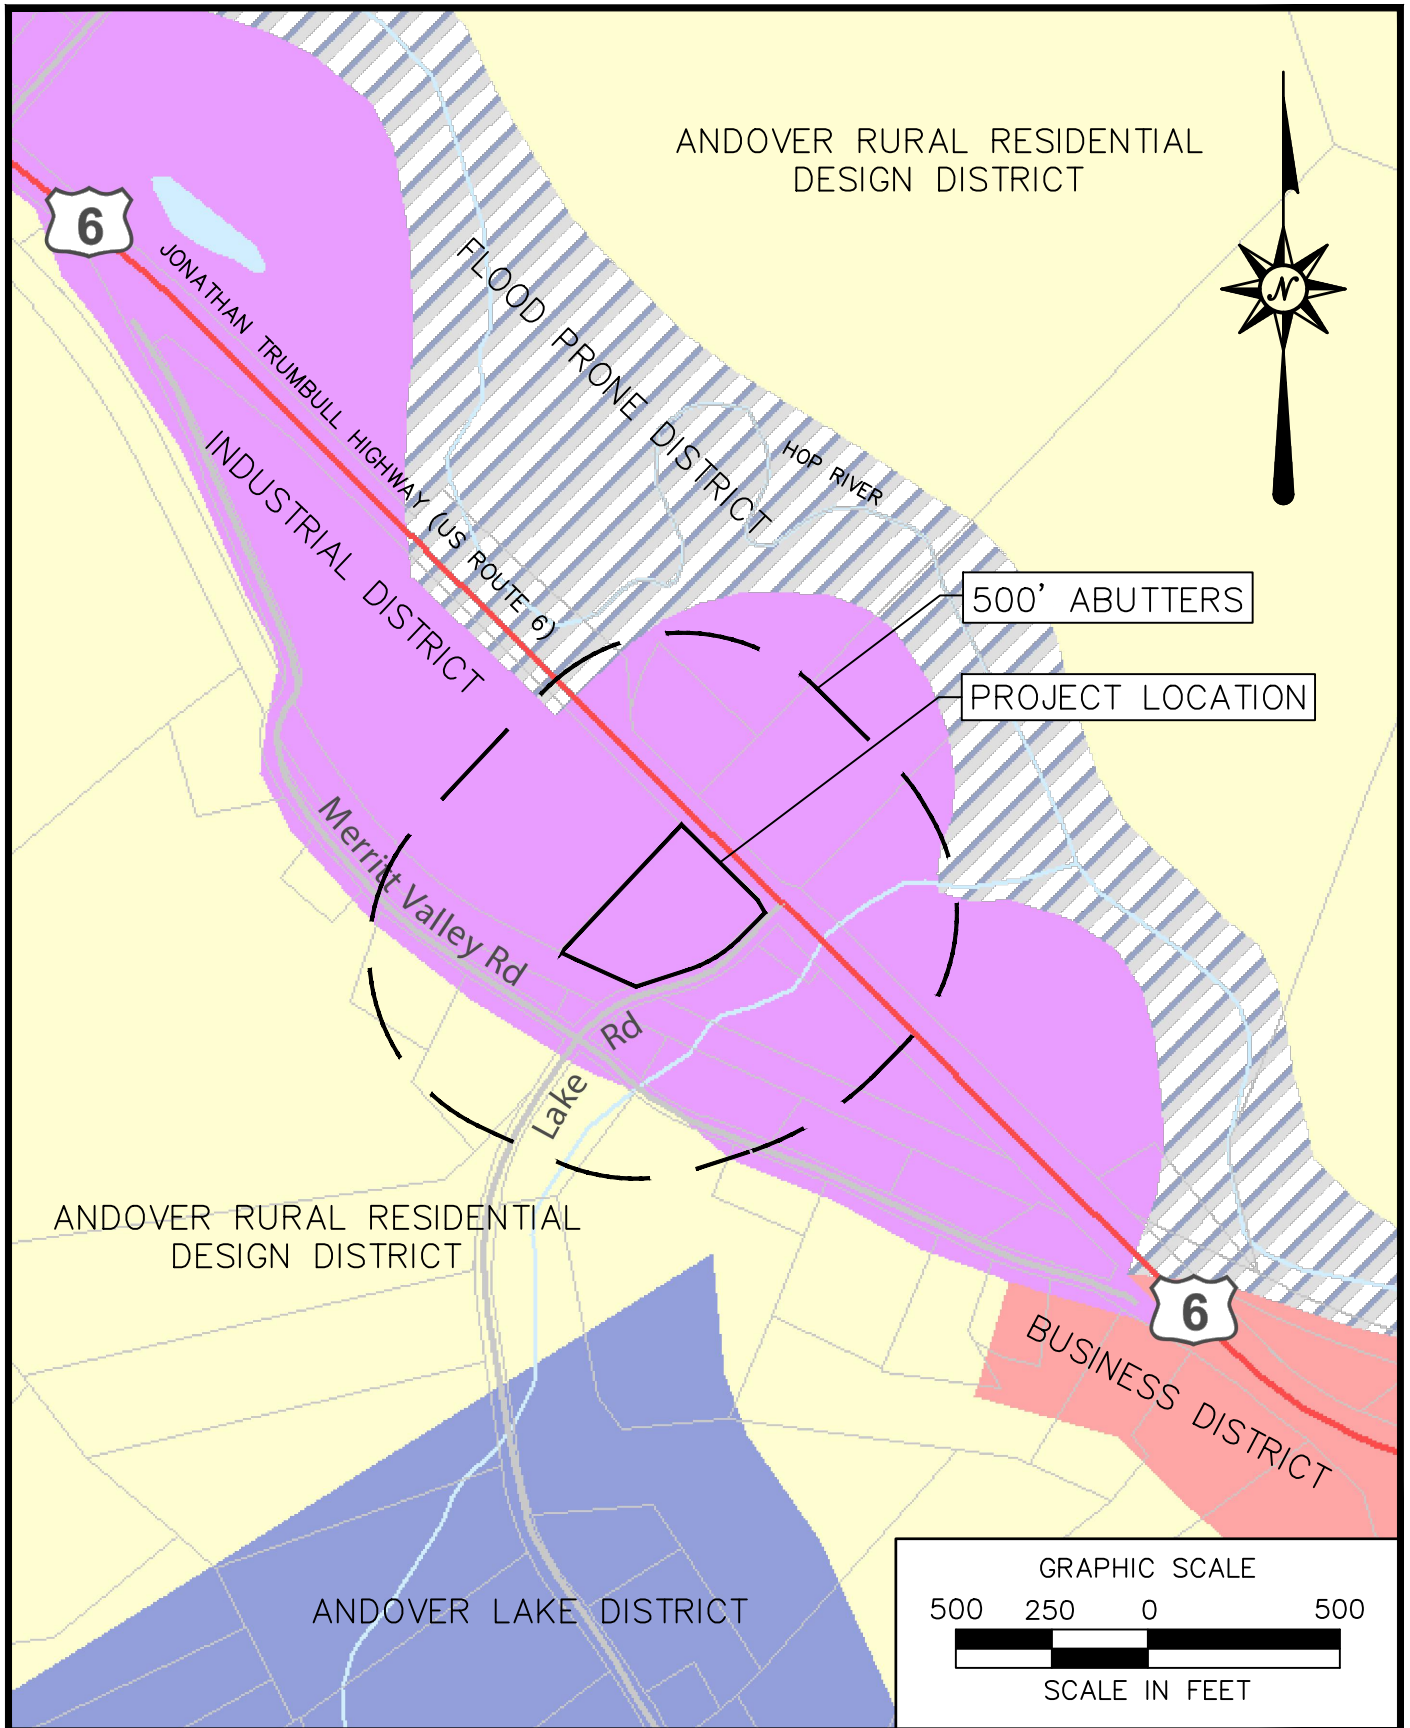 ANDOVER RURAL RESIDENTIAL
DESIGN DISTRICT
6
N
JONATHAN TRUMBULL HIGHWAY (US ROUTE 6)
FLOOD PRONE DISTRICT
HOP RIVER
INDUSTRIAL DISTRICT
500' ABUTTERS
PROJECT LOCATION
Merritt Valley Rd
Lake Rd
ANDOVER RURAL RESIDENTIAL
DESIGN DISTRICT
6
BUSINESS DISTRICT
ANDOVER LAKE DISTRICT
GRAPHIC SCALE
500 250 0 500
SCALE IN FEET